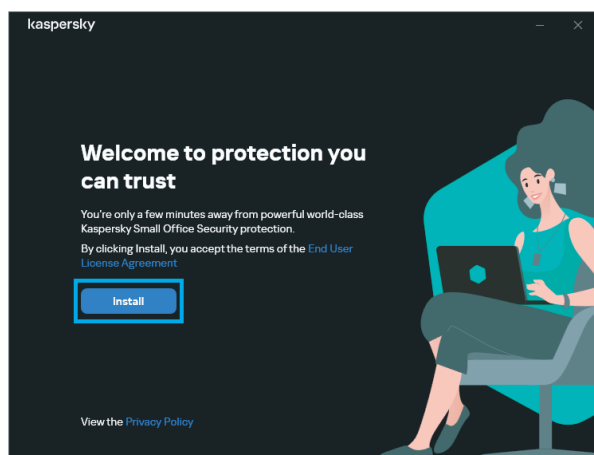 kaspersky
Welcome to protection you
can trust
You're only a few minutes away from powerful world-class
Kaspersky Small Office Security protection.
By clicking Install, you accept the terms of the End User
License Agreement
Install
View the Privacy Policy